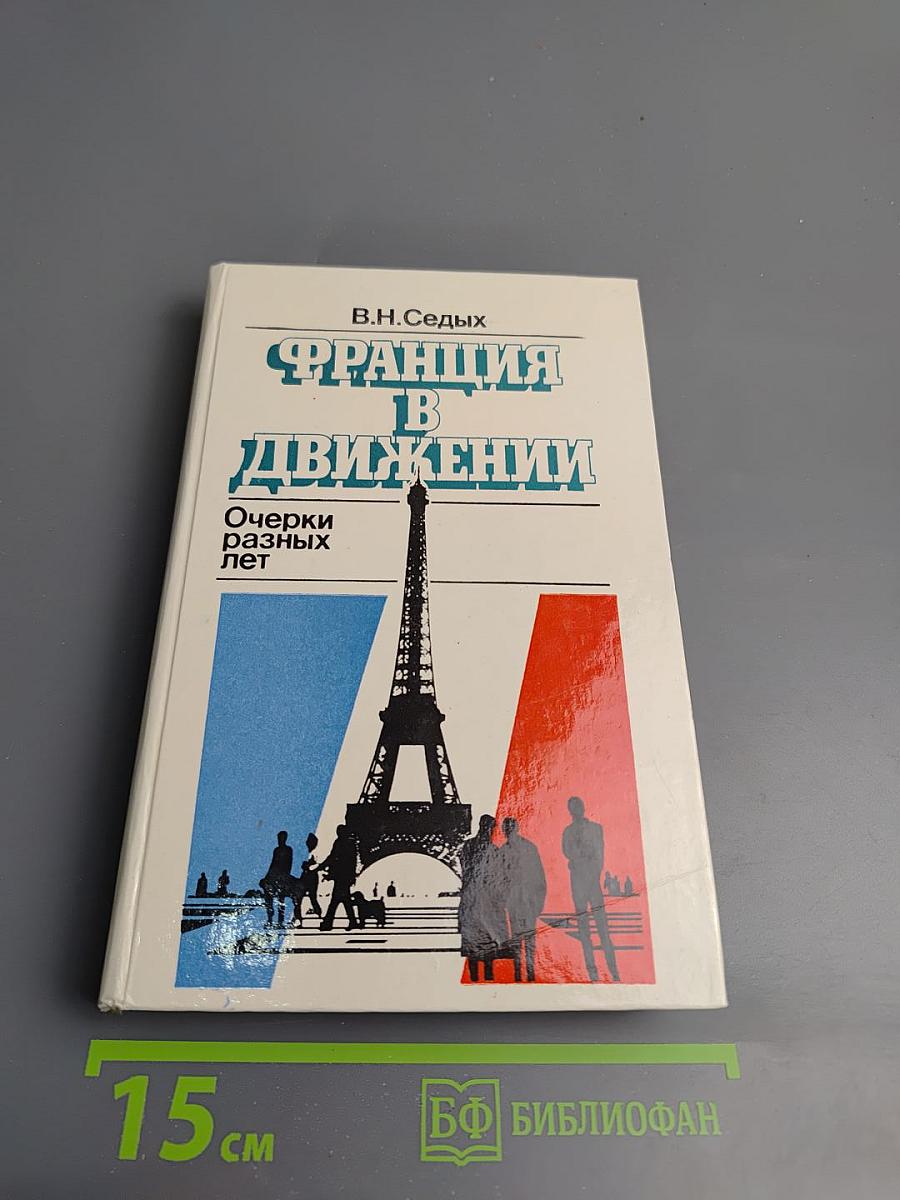 В.Н.Седых
ФРАНЦИЯ
В
ДВИЖЕНИИ
Очерки
разных
лет
15 см
БФ БИБЛИОФАН